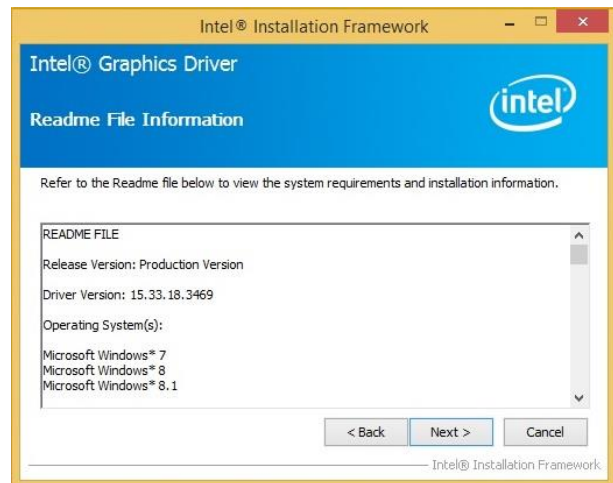 Intel® Installation Framework
Intel® Graphics Driver
intel
Readme File Information
Refer to the Readme file below to view the system requirements and installation information.
README FILE
Release Version: Production Version
Driver Version: 15.33.18.3469
Operating System(s):
Microsoft Windows* 7
Microsoft Windows* 8
Microsoft Windows* 8.1
< Back Next > Cancel
Intel® Installation Framework